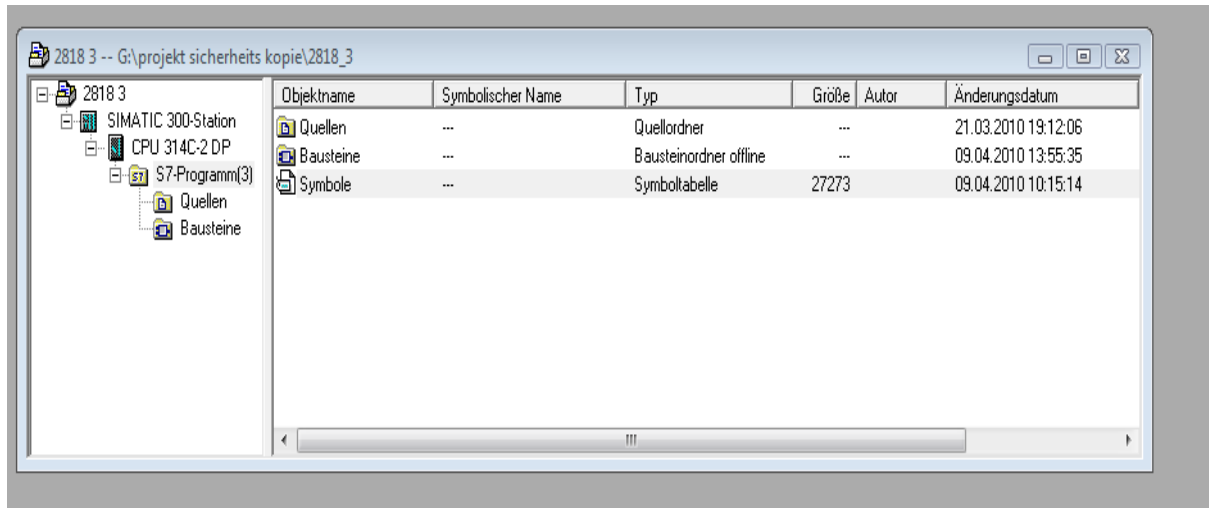 2818 3 -- G:\projekt sicherheits kopie\2818_3
2818 3
SIMATIC 300-Station
CPU 314C-2 DP
S7-Programm(3)
Quellen
Bausteine
Objektname Symbolischer Name Typ Größe Autor Änderungsdatum
Quellen --- Quellordner --- 21.03.2010 19:12:06
Bausteine --- Bausteinordner offline --- 09.04.2010 13:55:35
Symbole --- Symboltabelle 27273 09.04.2010 10:15:14